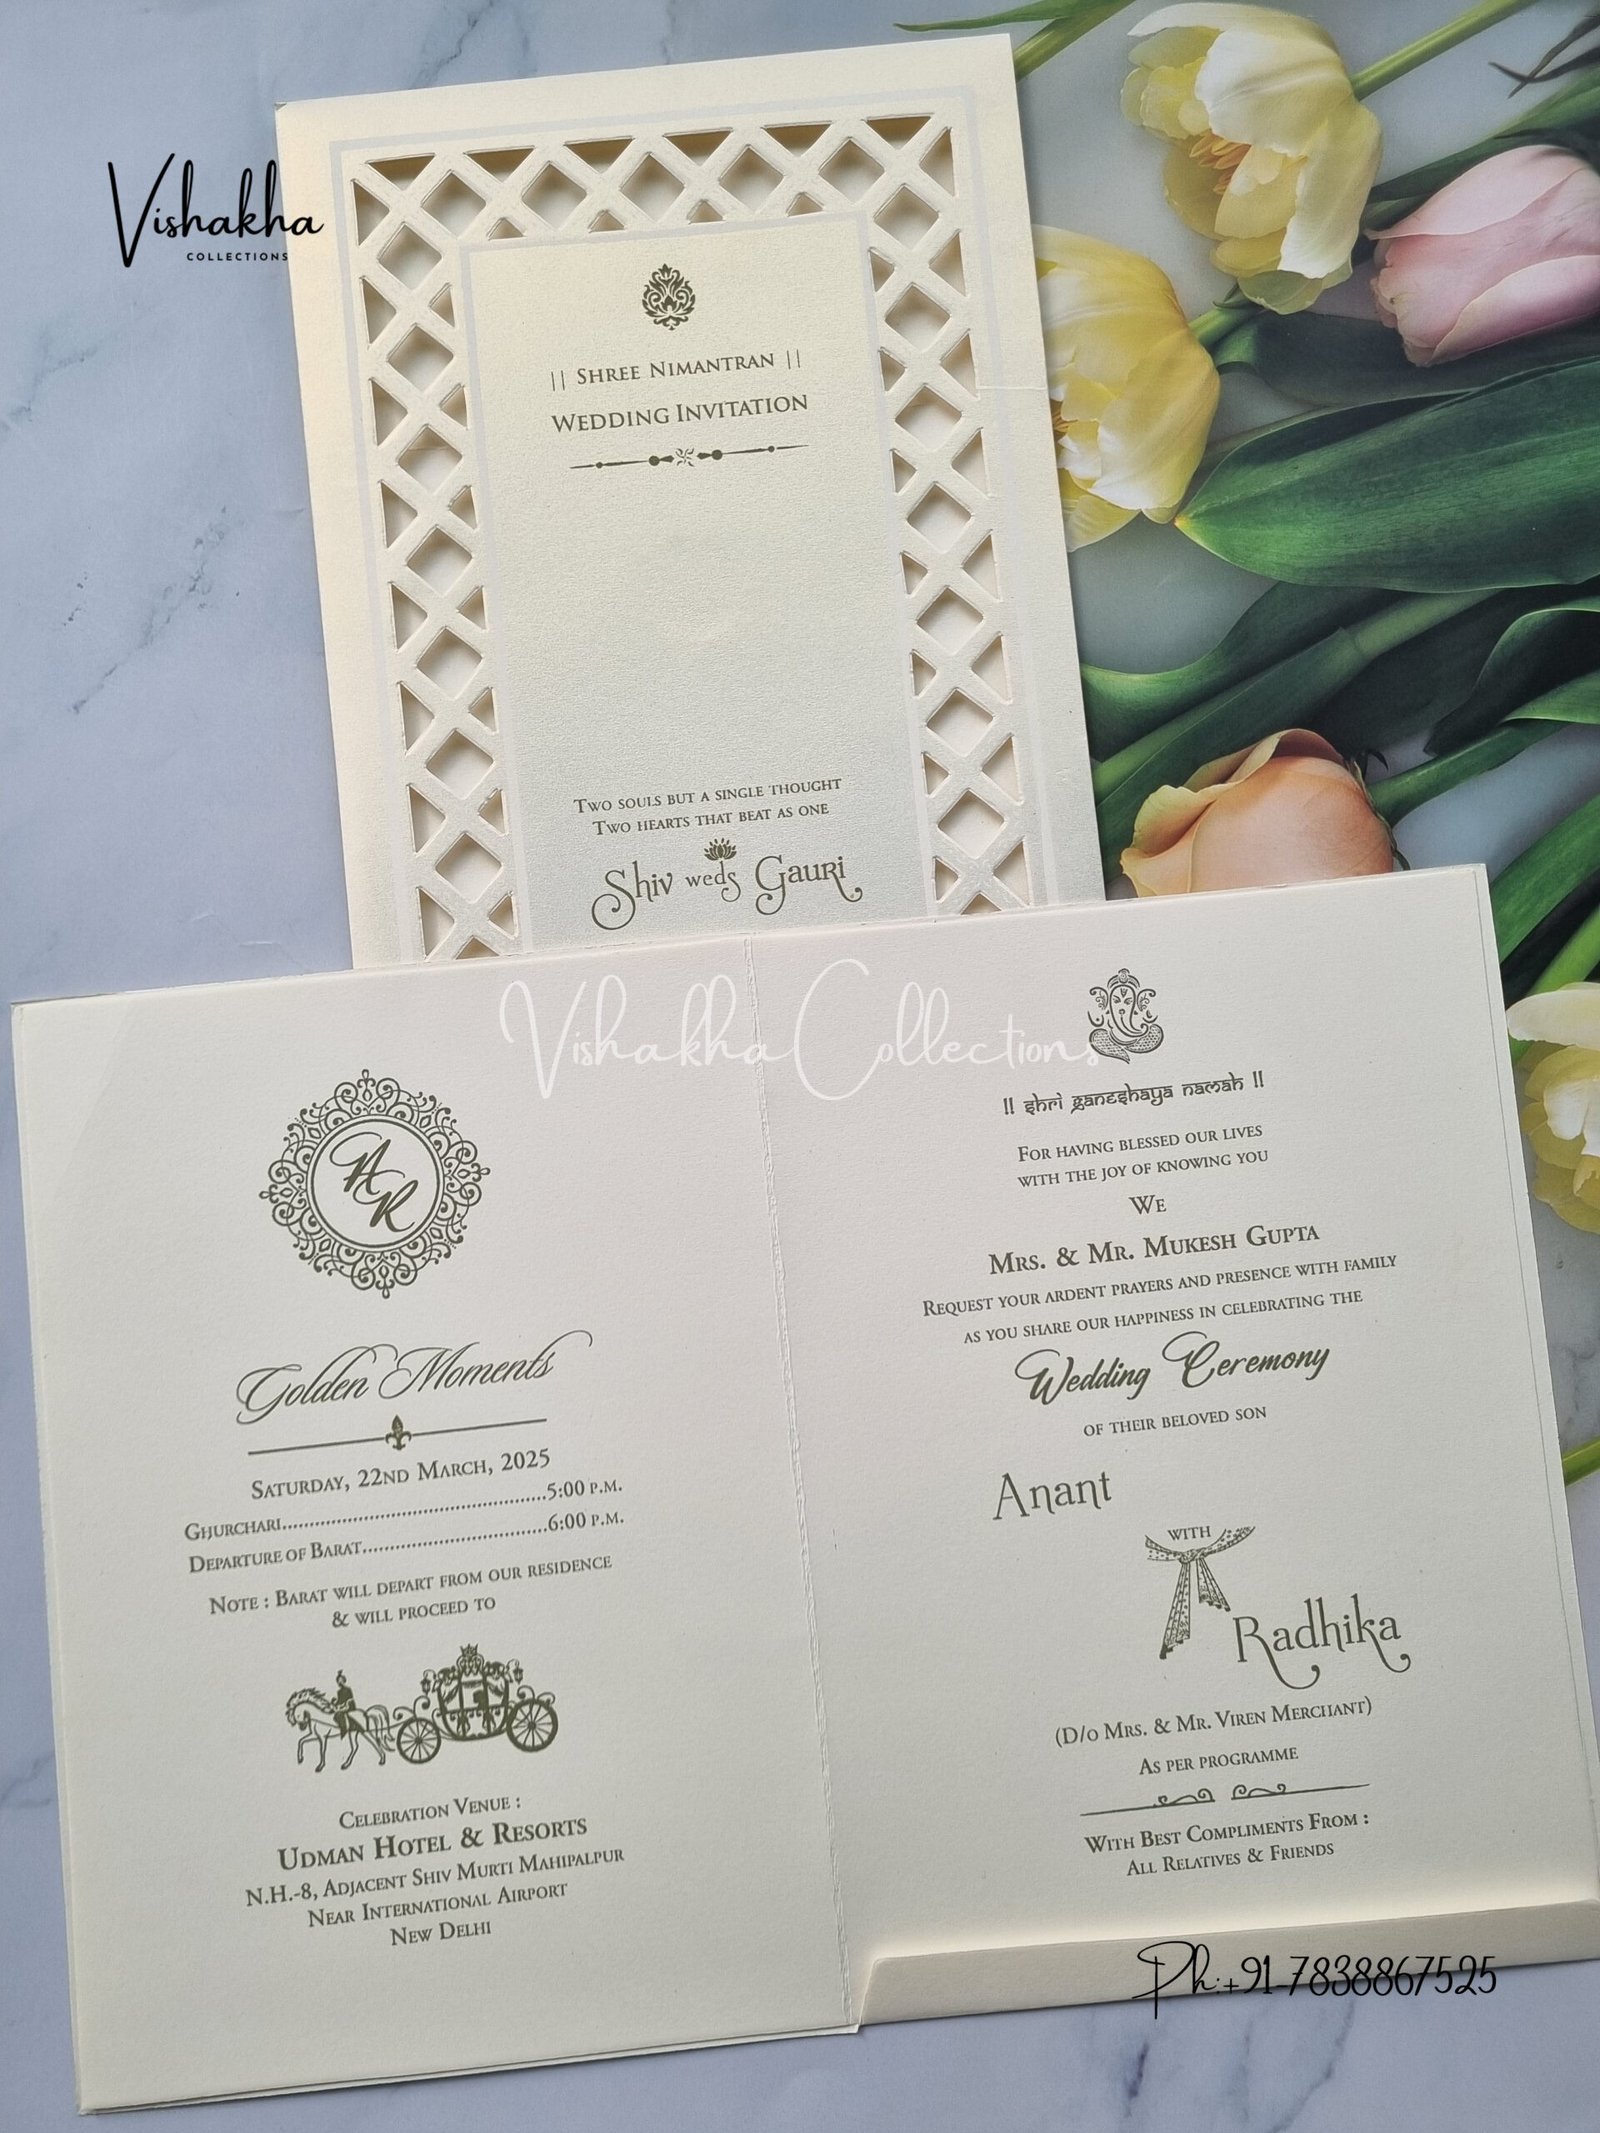 Vishakha
COLLECTIONS
|| SHREE NIMANTRAN ||
WEDDING INVITATION
TWO SOULS BUT A SINGLE THOUGHT
TWO HEARTS THAT BEAT AS ONE
Shiv weds Gauri
Vishakha Collections
AR
Golden Moments
SATURDAY, 22ND MARCH, 2025
GHURCHARI..................................................5:00 P.M.
DEPARTURE OF BARAT...................................6:00 P.M.
NOTE : BARAT WILL DEPART FROM OUR RESIDENCE
& WILL PROCEED TO
CELEBRATION VENUE :
UDMAN HOTEL & RESORTS
N.H.-8, ADJACENT SHIV MURTI MAHIPALPUR
NEAR INTERNATIONAL AIRPORT
NEW DELHI
|| shri ganeshaya namah ||
FOR HAVING BLESSED OUR LIVES
WITH THE JOY OF KNOWING YOU
WE
MRS. & MR. MUKESH GUPTA
REQUEST YOUR ARDENT PRAYERS AND PRESENCE WITH FAMILY
AS YOU SHARE OUR HAPPINESS IN CELEBRATING THE
Wedding Ceremony
OF THEIR BELOVED SON
Anant
WITH
Radhika
(D/O MRS. & MR. VIREN MERCHANT)
AS PER PROGRAMME
WITH BEST COMPLIMENTS FROM :
ALL RELATIVES & FRIENDS
Ph:+91-7838867525